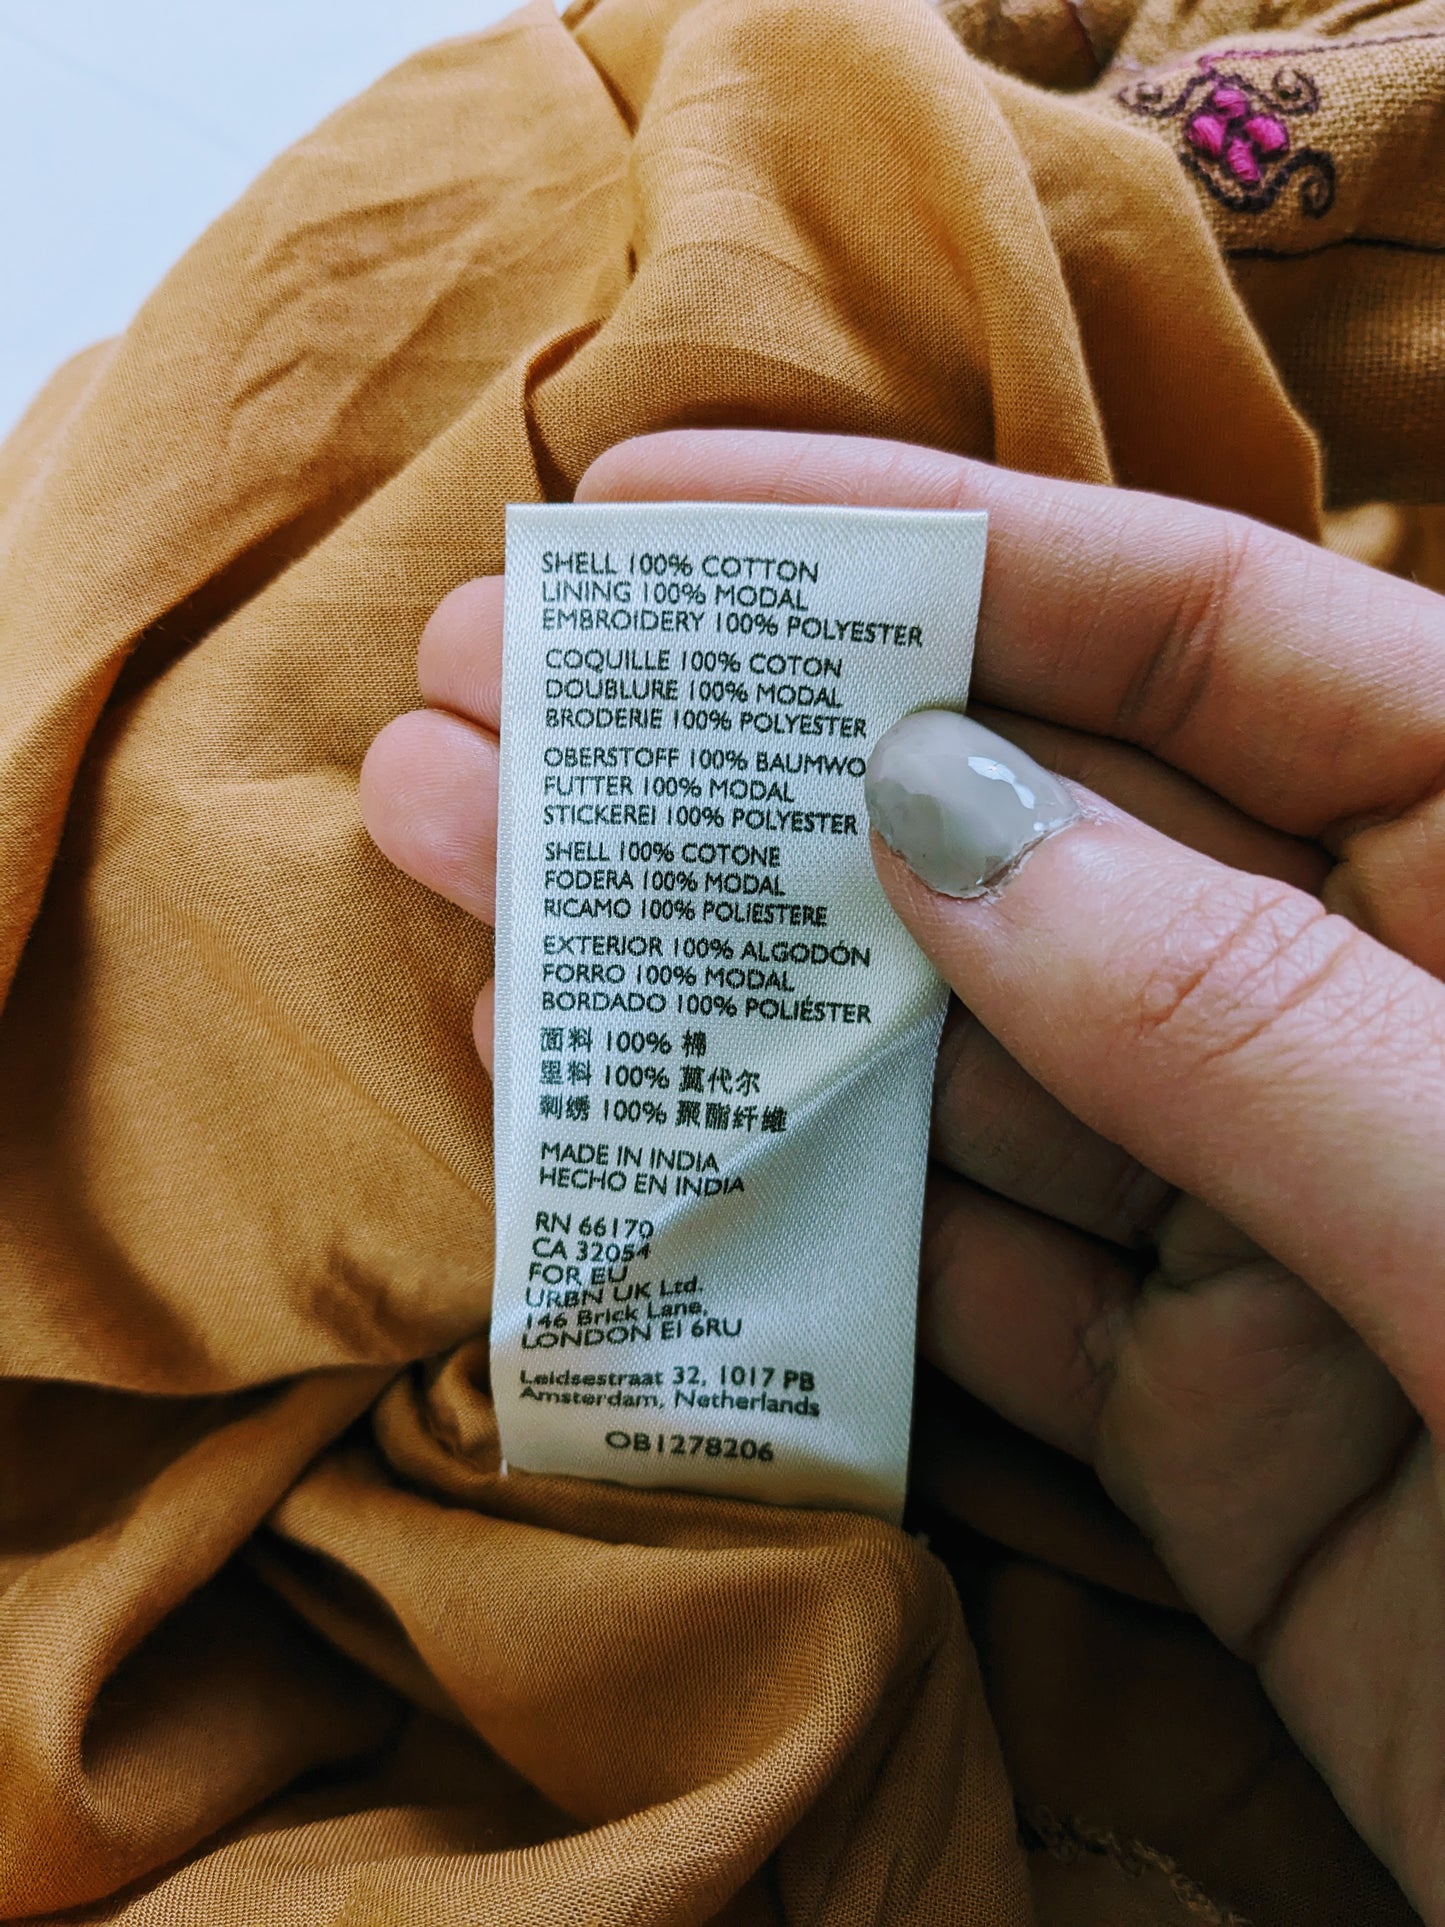 SHELL 100% COTTON
LINING 100% MODAL
EMBROIDERY 100% POLYESTER
COQUILLE 100% COTON
DOUBLURE 100% MODAL
BRODERIE 100% POLYESTER
OBERSTOFF 100% BAUMWO
FUTTER 100% MODAL
STICKEREI 100% POLYESTER
SHELL 100% COTONE
FODERA 100% MODAL
RICAMO 100% POLIESTERE
EXTERIOR 100% ALGODÓN
FORRO 100% MODAL
BORDADO 100% POLIÉSTER
面料 100% 棉
里料 100% 莫代尔
刺绣 100% 聚酯纤维
MADE IN INDIA
HECHO EN INDIA
RN 66170
CA 32054
FOR EU
URBN UK Ltd.
146 Brick Lane,
LONDON E1 6RU
Leidsestraat 32, 1017 PB
Amsterdam, Netherlands
OB1278206